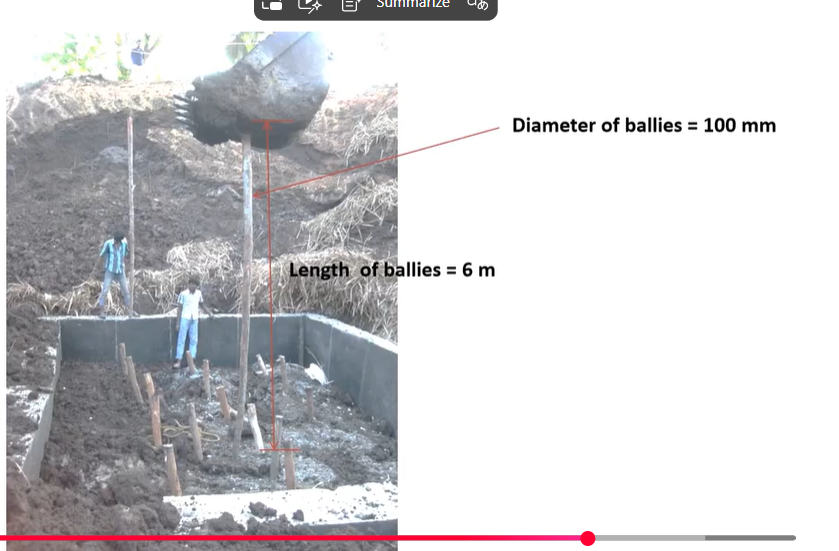 Summarize
Diameter of ballies = 100 mm
Length of ballies = 6 m